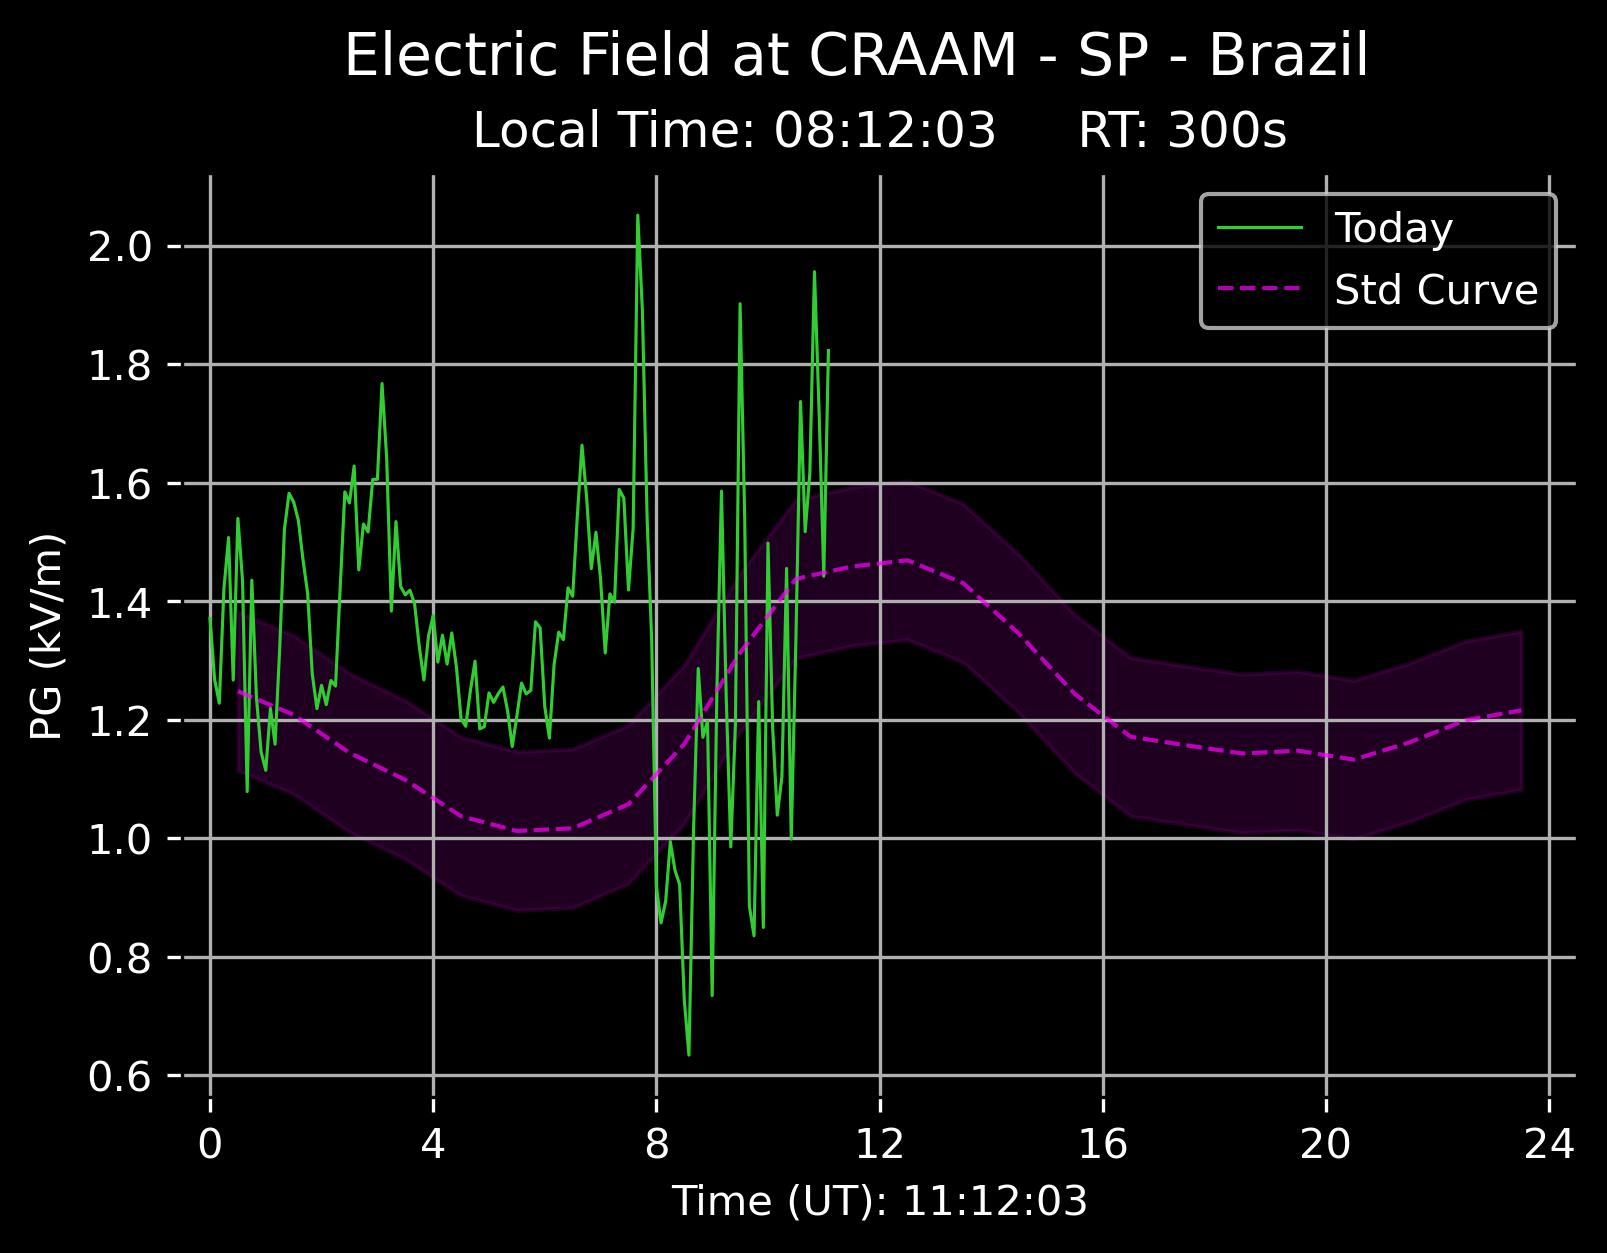 Electric Field at CRAAM - SP - Brazil
Local Time: 08:12:03 RT: 300s
Today
Std Curve
PG (kV/m)
2.0
1.8
1.6
1.4
1.2
1.0
0.8
0.6
0 4 8 12 16 20 24
Time (UT): 11:12:03